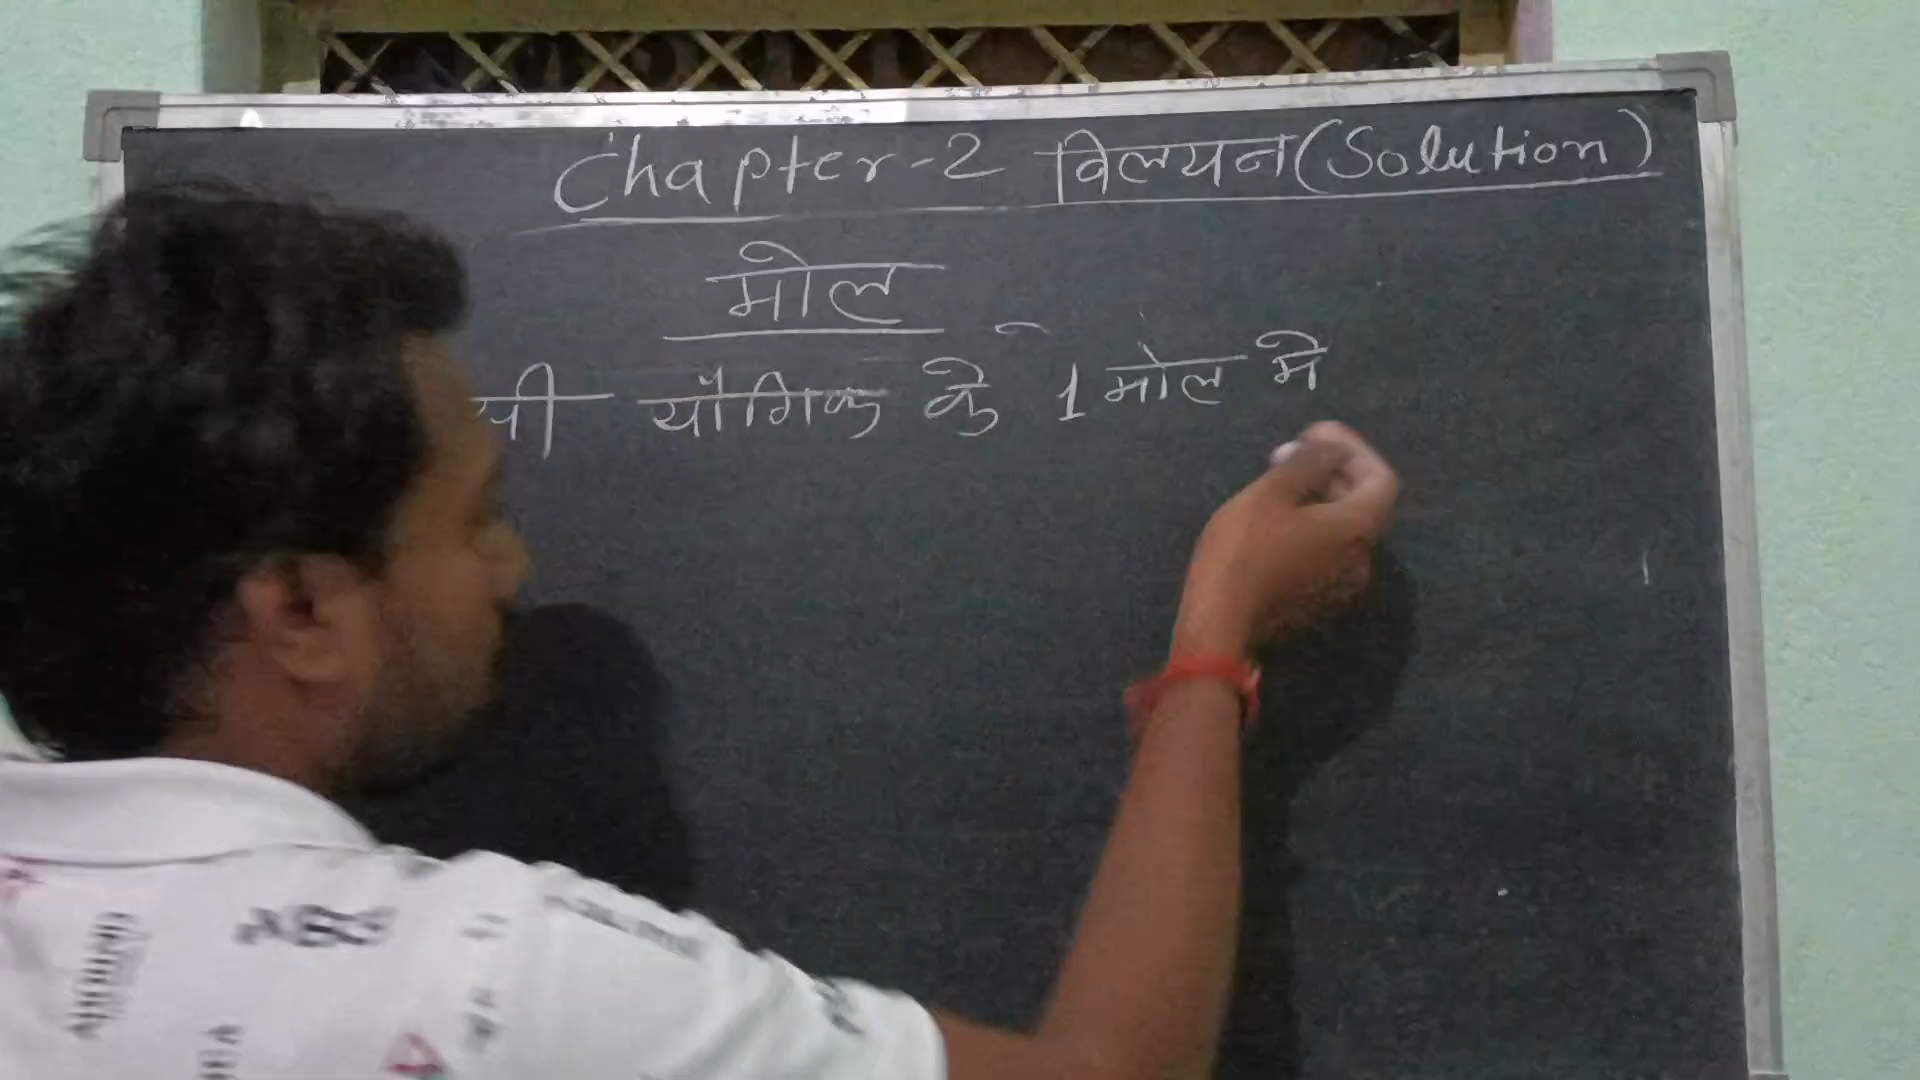 Chapter-2 विलयन (Solution)
मोल
यौगिक के 1 मोल मे